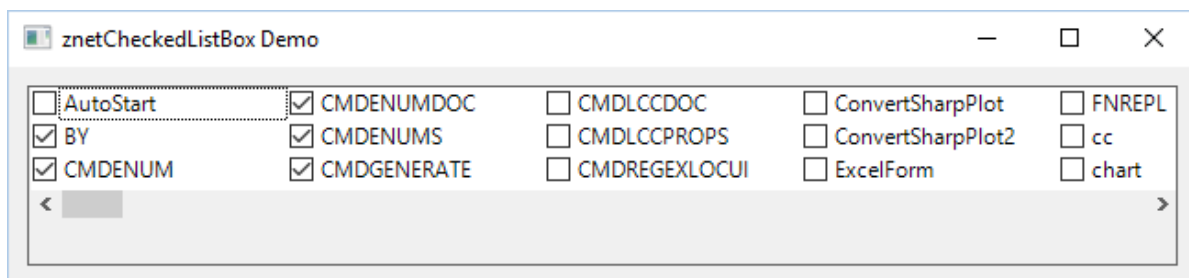 znetCheckedListBox Demo
AutoStart CMDENUMDOC CMDLCCDOC ConvertSharpPlot FNREPL
BY CMDENUMS CMDLCCPROPS ConvertSharpPlot2 cc
CMDENUM CMDGENERATE CMDREGEXLOCUI ExcelForm chart